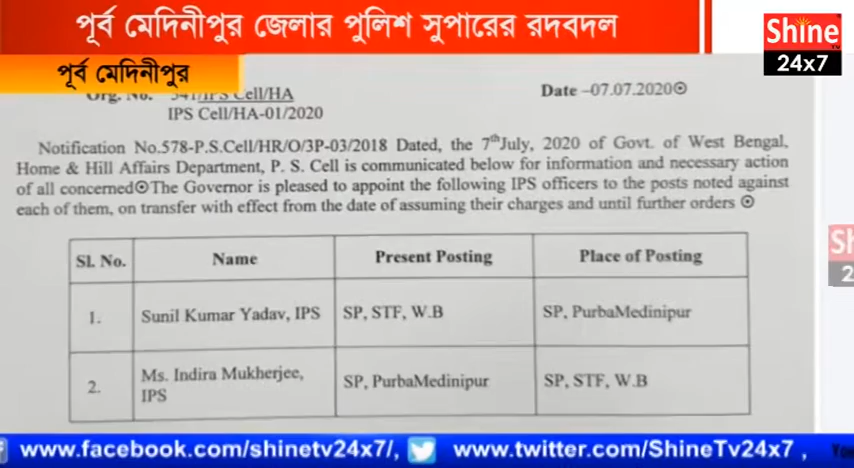 পূর্ব মেদিনীপুর জেলার পুলিশ সুপারের রদবদল
Shine
TV
24x7
পূর্ব মেদিনীপুর
Org. No. 541/IPS Cell/HA
IPS Cell/HA-01/2020
Date –07.07.2020⊙
Notification No.578-P.S.Cell/HR/O/3P-03/2018 Dated, the 7th July, 2020 of Govt. of West Bengal,
Home & Hill Affairs Department, P. S. Cell is communicated below for information and necessary action
of all concerned⊙The Governor is pleased to appoint the following IPS officers to the posts noted against
each of them, on transfer with effect from the date of assuming their charges and until further orders ⊙
Sl. No. Name Present Posting Place of Posting
1. Sunil Kumar Yadav, IPS SP, STF, W.B SP, PurbaMedinipur
2. Ms. Indira Mukherjee, IPS SP, PurbaMedinipur SP, STF, W.B
www.facebook.com/shinetv24x7/, www.twitter.com/ShineTv24x7 ,